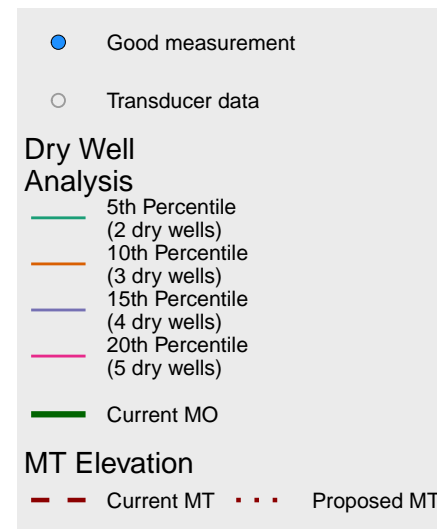 Good measurement
Transducer data
Dry Well
Analysis
5th Percentile
(2 dry wells)
10th Percentile
(3 dry wells)
15th Percentile
(4 dry wells)
20th Percentile
(5 dry wells)
Current MO
MT Elevation
Current MT Proposed MT